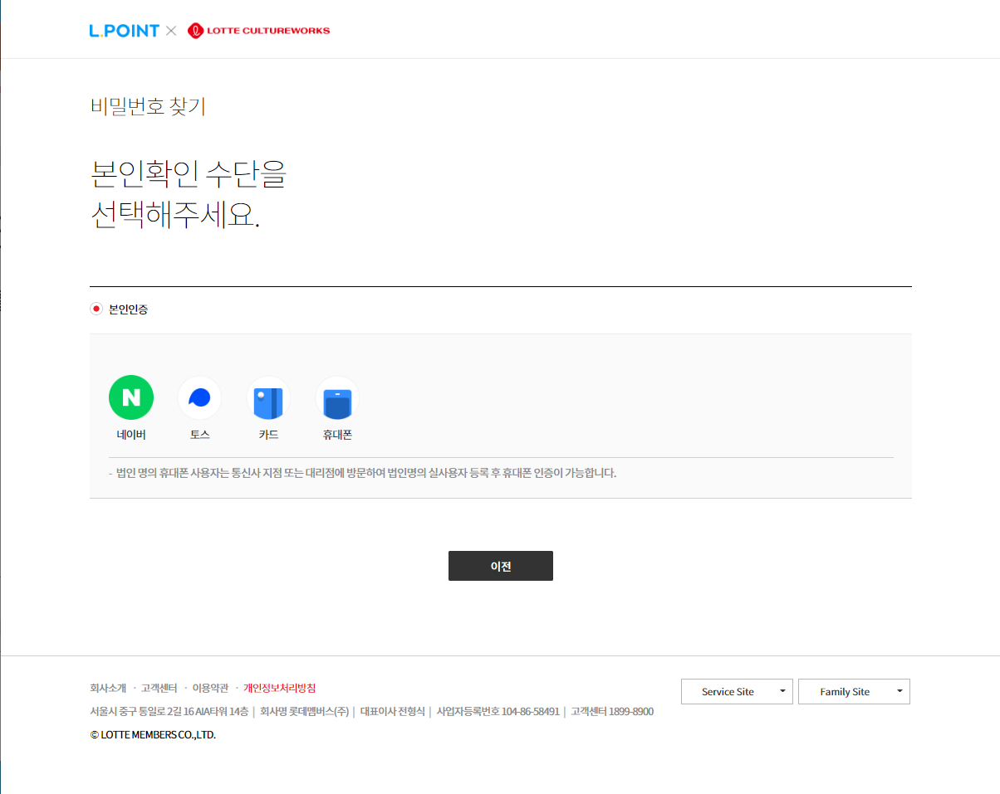 L.POINT × LOTTE CULTUREWORKS
비밀번호 찾기
본인확인 수단을
선택해주세요.
본인인증
N
네이버 토스 카드 휴대폰
- 법인 명의 휴대폰 사용자는 통신사 지점 또는 대리점에 방문하여 법인명의 실사용자 등록 후 휴대폰 인증이 가능합니다.
이전
회사소개 · 고객센터 · 이용약관 · 개인정보처리방침
Service Site Family Site
서울시 중구 통일로 2길 16 AIA타워 14층 | 회사명 롯데멤버스(주) | 대표이사 전형식 | 사업자등록번호 104-86-58491 | 고객센터 1899-8900
© LOTTE MEMBERS CO.,LTD.